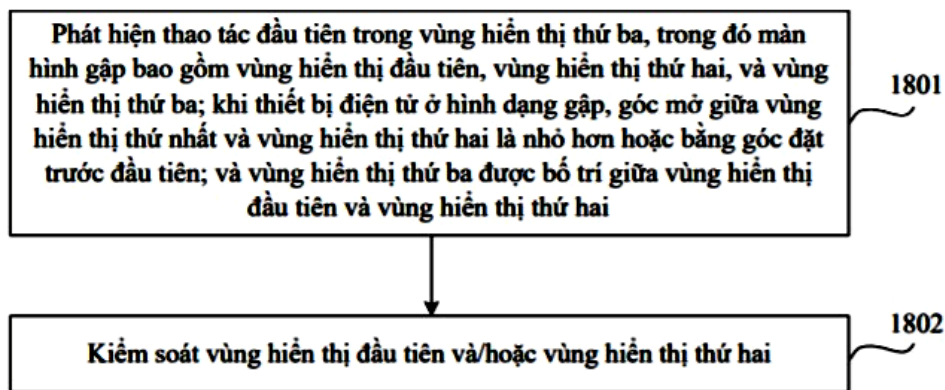 Phát hiện thao tác đầu tiên trong vùng hiển thị thứ ba, trong đó màn
hình gập bao gồm vùng hiển thị đầu tiên, vùng hiển thị thứ hai, và vùng
hiển thị thứ ba; khi thiết bị điện tử ở hình dạng gập, góc mở giữa vùng
hiển thị thứ nhất và vùng hiển thị thứ hai là nhỏ hơn hoặc bằng góc đặt
trước đầu tiên; và vùng hiển thị thứ ba được bố trí giữa vùng hiển thị
đầu tiên và vùng hiển thị thứ hai
1801
Kiểm soát vùng hiển thị đầu tiên và/hoặc vùng hiển thị thứ hai
1802